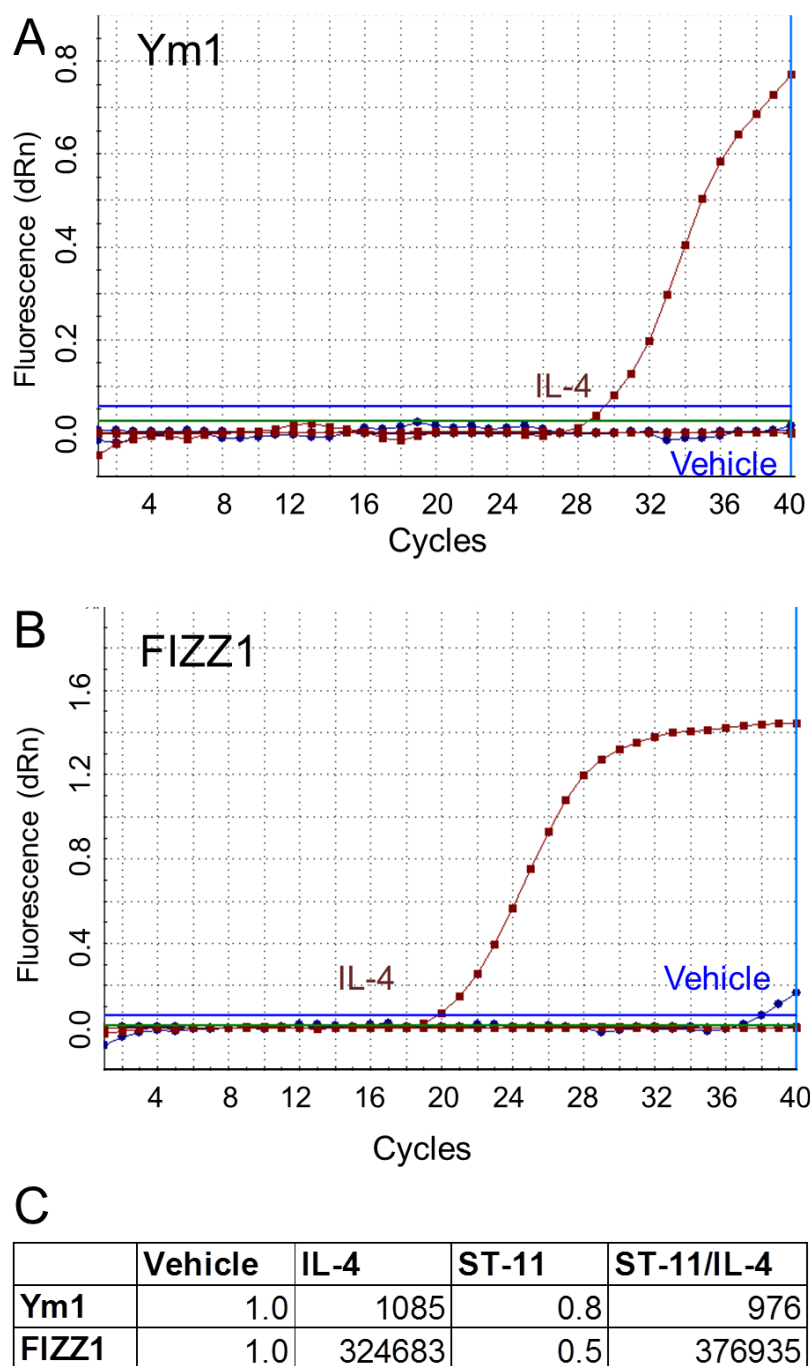 A
Ym1
Fluorescence (dRn)
0.8
0.6
0.4
0.2
0.0
IL-4
Vehicle
4 8 12 16 20 24 28 32 36 40
Cycles
B
FIZZ1
Fluorescence (dRn)
1.6
1.2
0.8
0.4
0.0
IL-4
Vehicle
4 8 12 16 20 24 28 32 36 40
Cycles
C
Vehicle IL-4 ST-11 ST-11/IL-4
Ym1 1.0 1085 0.8 976
FIZZ1 1.0 324683 0.5 376935